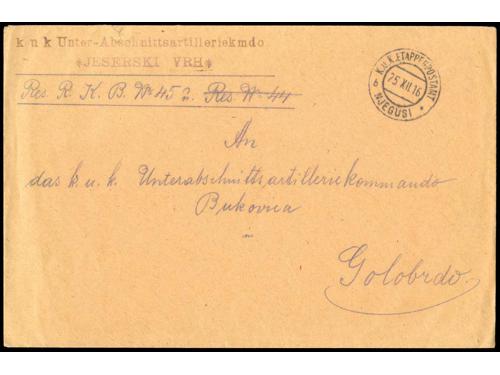 k.u k Unter-Abschnittsartilleriekmdo
*JESERSKI VRH*
Res. R. K. B. No 45 2. Res. No 44
K.u.K. ETAPPENPOSTAMT
25 XII 16
NJEGUSI
An
das k. u. k. Unterabschnittsartilleriekommando
Bukovica
in
Golobrdo.